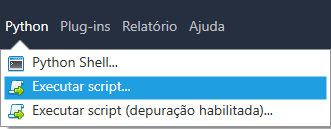 Python Plug-ins Relatório Ajuda
Python Shell...
Executar script...
Executar script (depuração habilitada)...